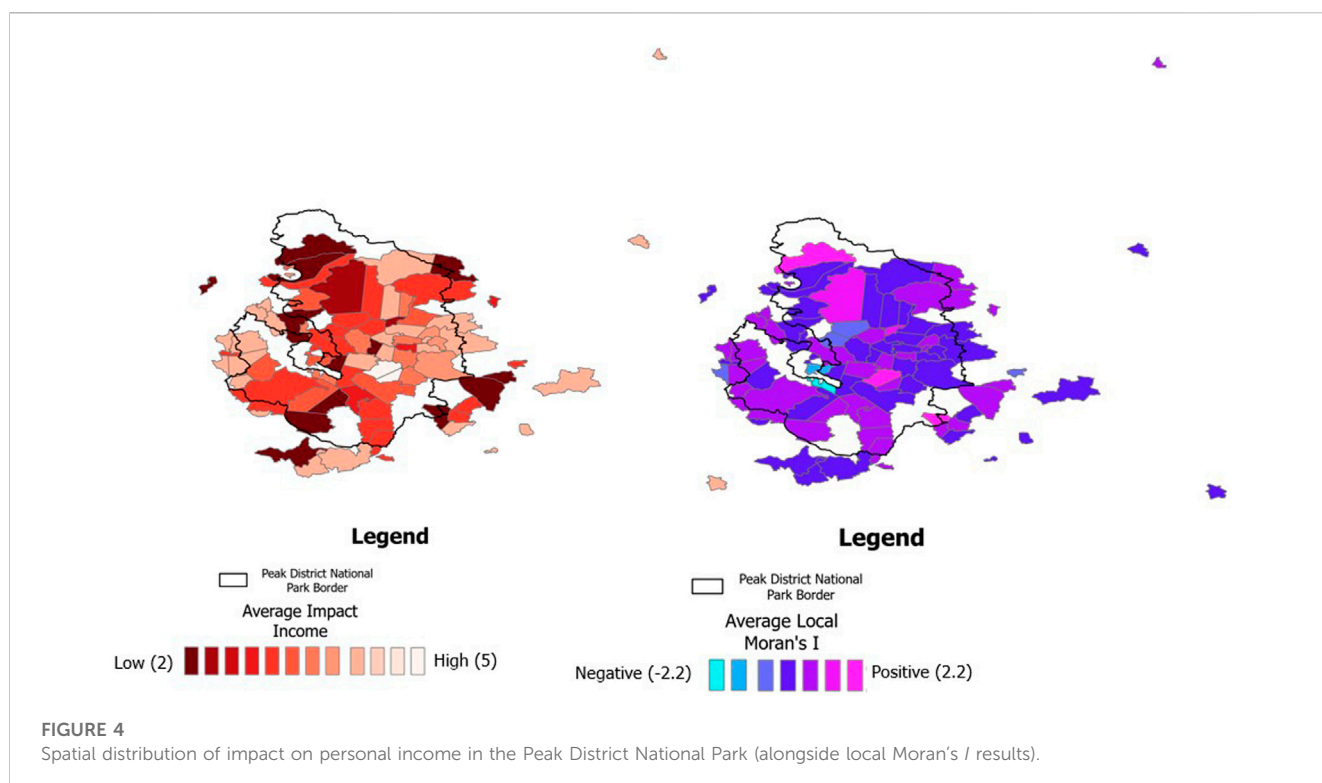 Legend
Peak District National
Park Border
Average Impact
Income
Low (2)
High (5)
Legend
Peak District National
Park Border
Average Local
Moran's I
Negative (-2.2)
Positive (2.2)
FIGURE 4
Spatial distribution of impact on personal income in the Peak District National Park (alongside local Moran's I results).